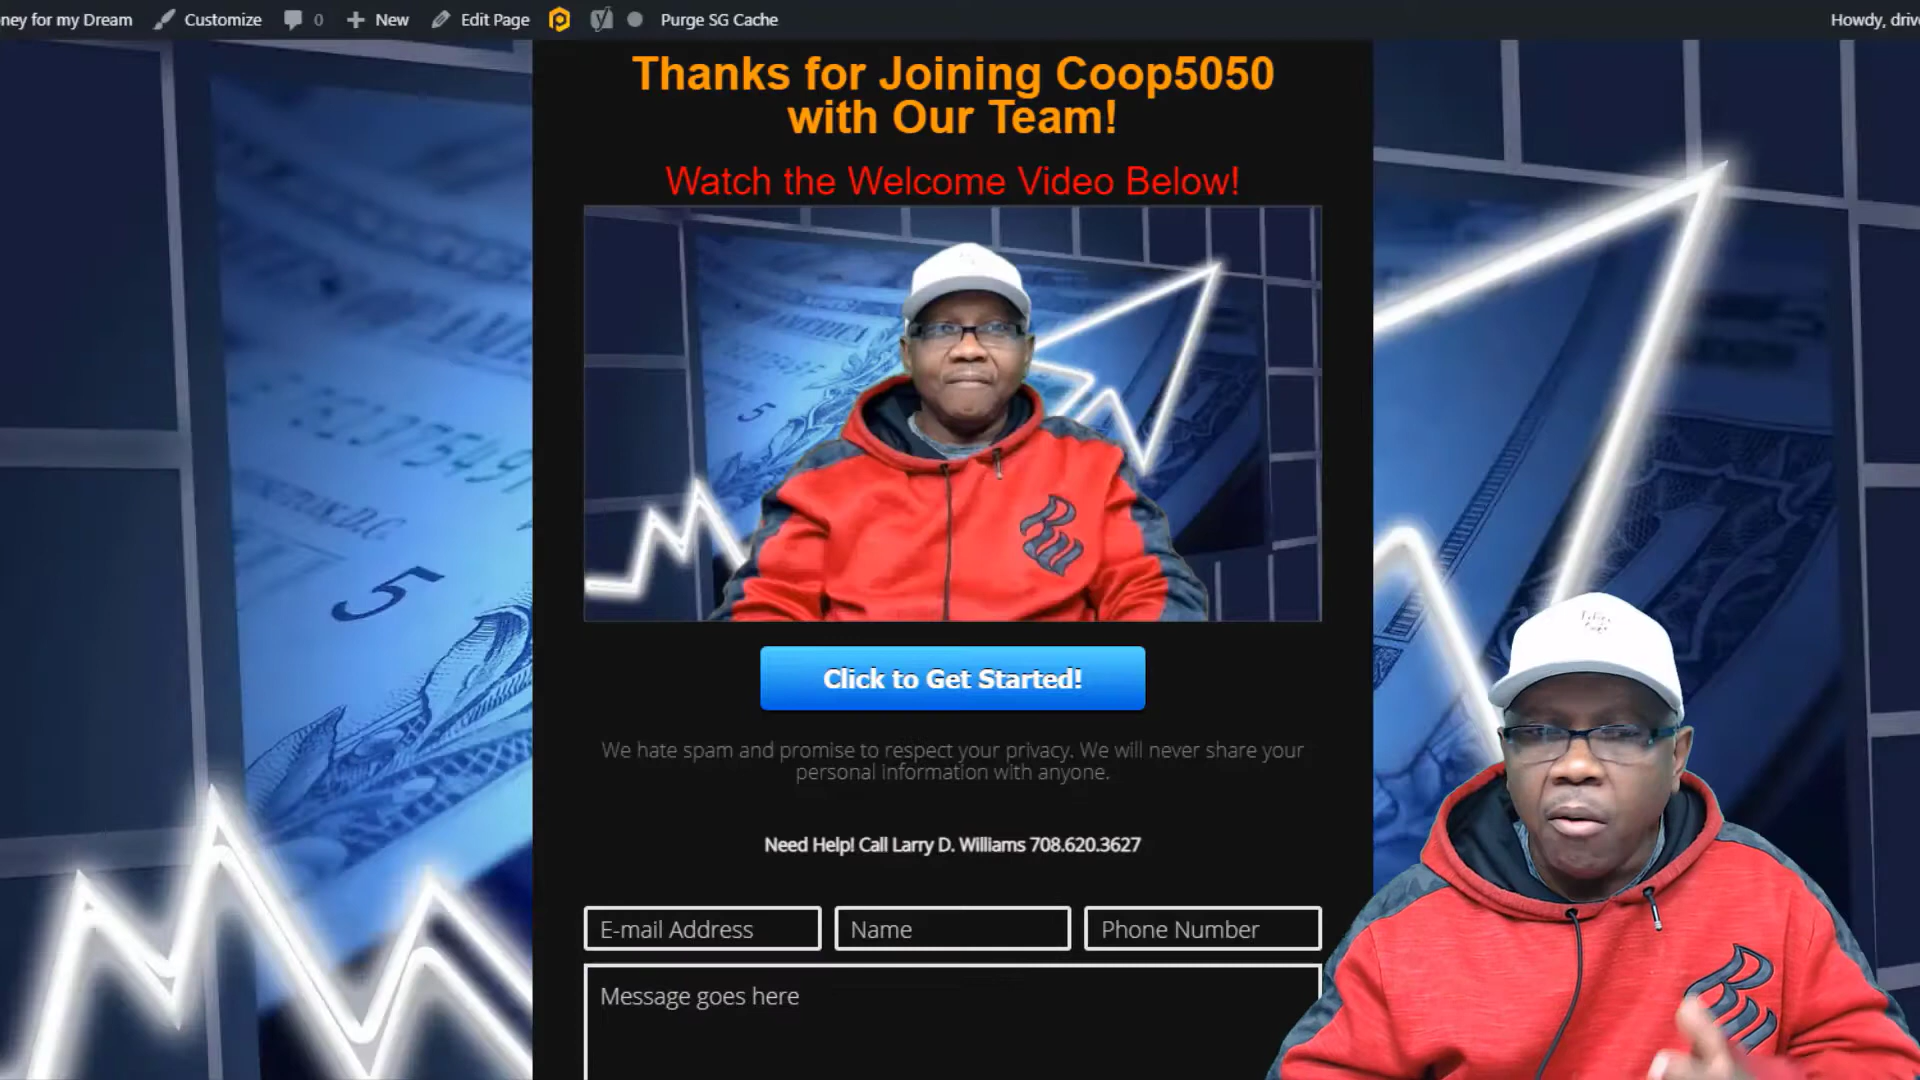 ney for my Dream Customize 0 New Edit Page Purge SG Cache Howdy, drive
Thanks for Joining Coop5050
with Our Team!
Watch the Welcome Video Below!
5
5
Click to Get Started!
We hate spam and promise to respect your privacy. We will never share your
personal information with anyone.
Need Help! Call Larry D. Williams 708.620.3627
E-mail Address Name Phone Number
Message goes here